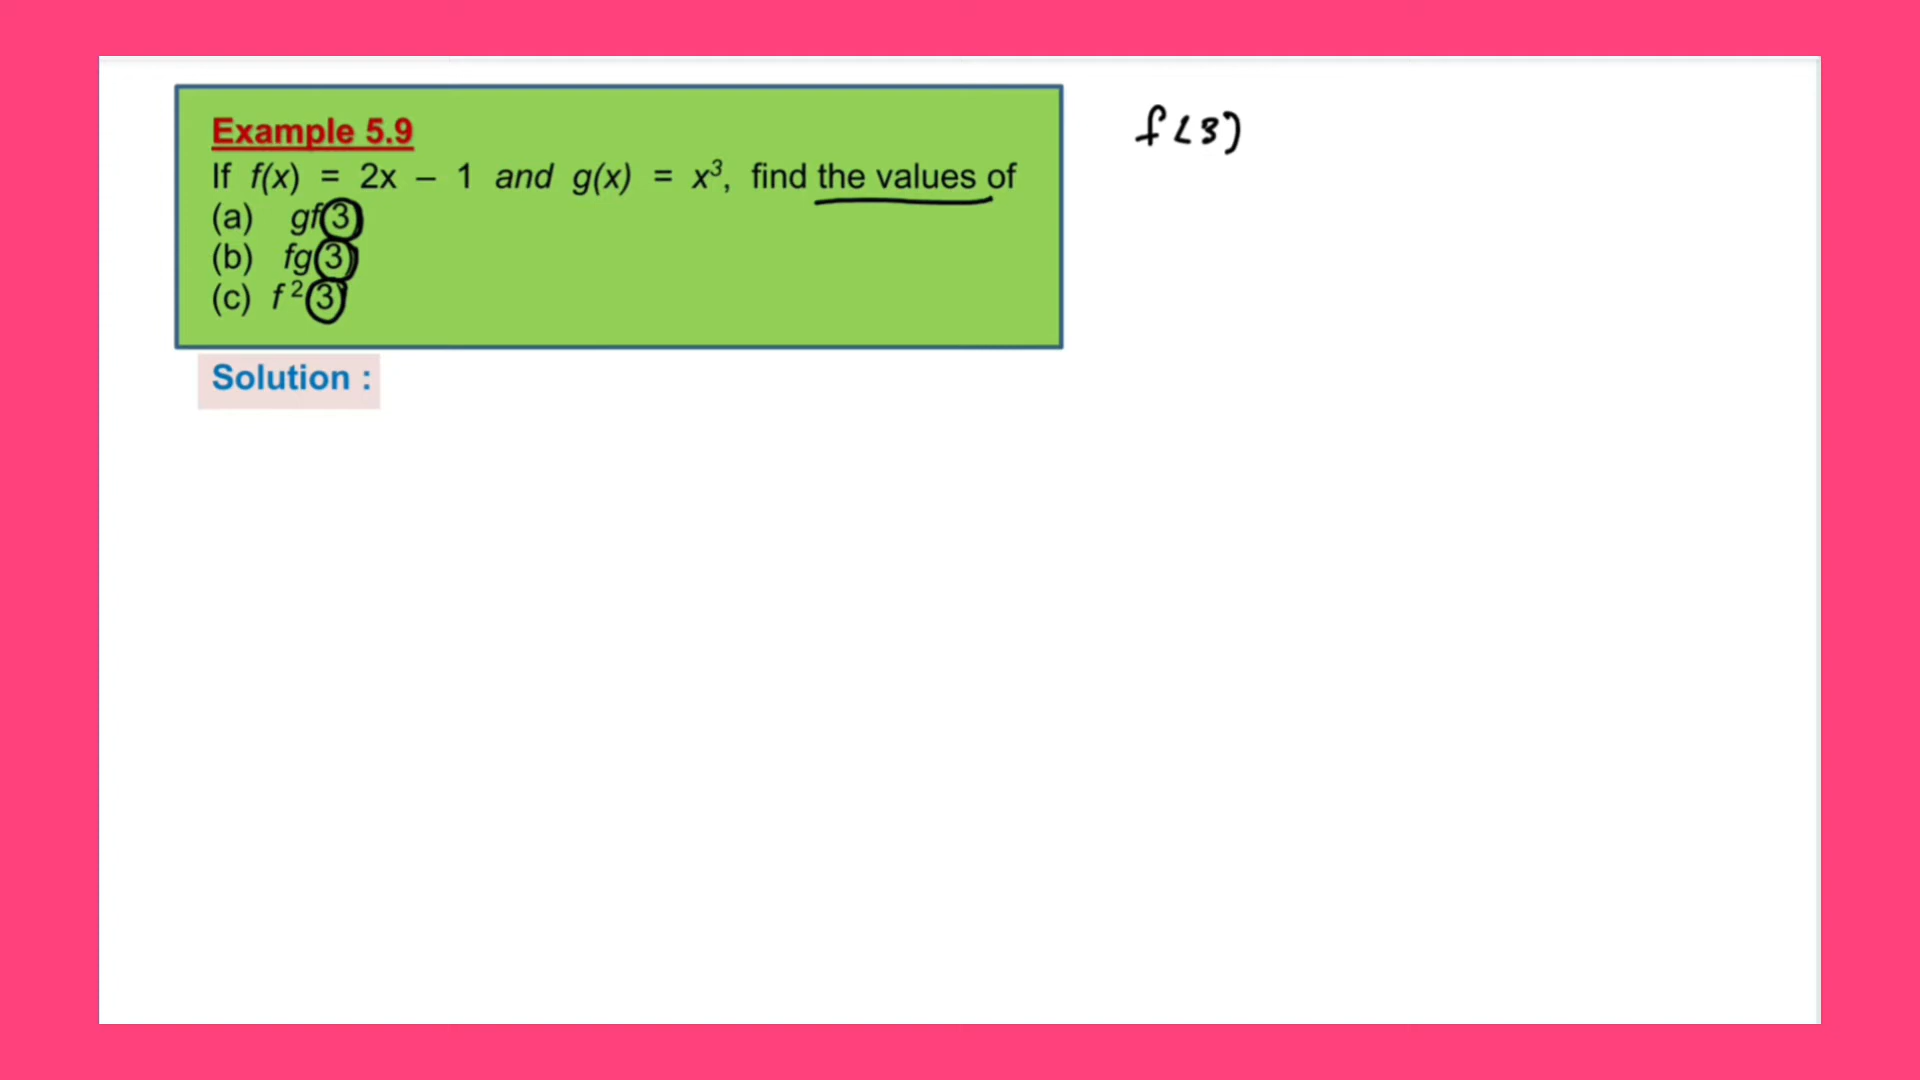 Example 5.9
If f(x) = 2x – 1 and g(x) = x³, find the values of
(a) gf(3)
(b) fg(3)
(c) f ²(3)
Solution :
f(3)